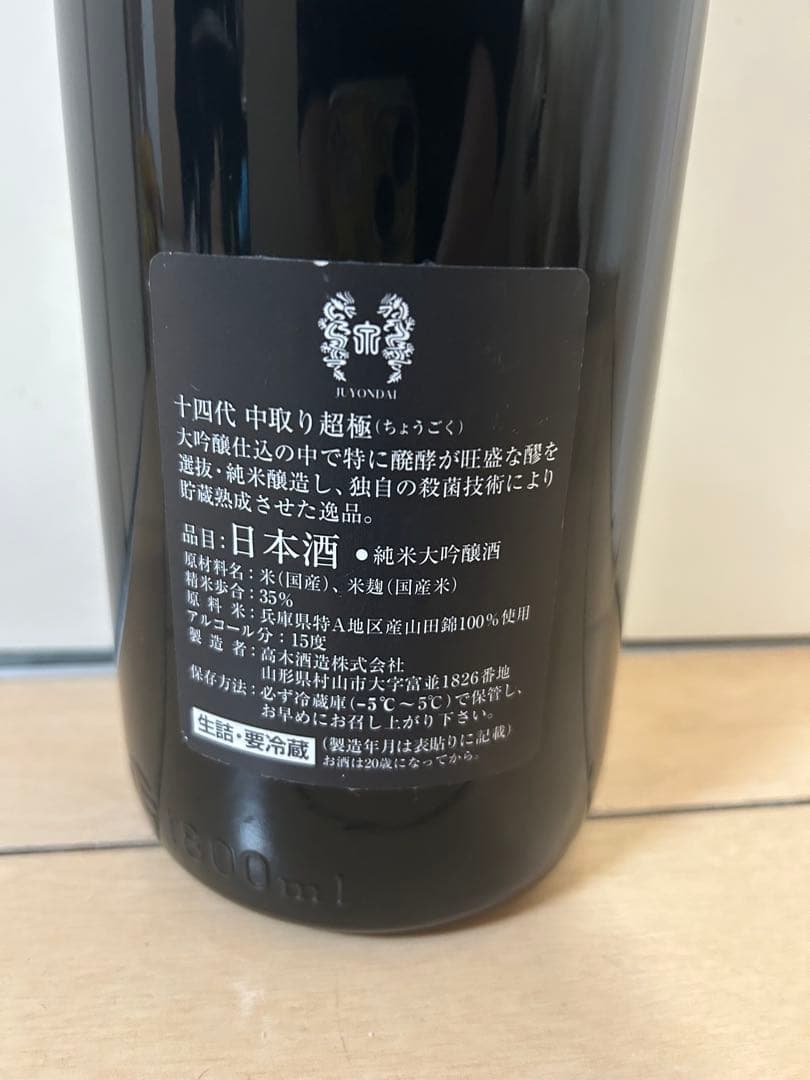 JUYONDAI
十四代 中取り超極(ちょうごく)
大吟醸仕込の中で特に醗酵が旺盛な醪を
選抜・純米醸造し、独自の殺菌技術により
貯蔵熟成させた逸品。
品目:日本酒 ●純米大吟醸酒
原材料名:米(国産)、米麹(国産米)
精米歩合:35%
原料米:兵庫県特A地区産山田錦100%使用
アルコール分:15度
製造者:高木酒造株式会社
山形県村山市大字富並1826番地
保存方法:必ず冷蔵庫(-5℃~5℃)で保管し、
お早めにお召し上がり下さい。
生詰・要冷蔵 (製造年月は表貼りに記載)
お酒は20歳になってから。
1800ml